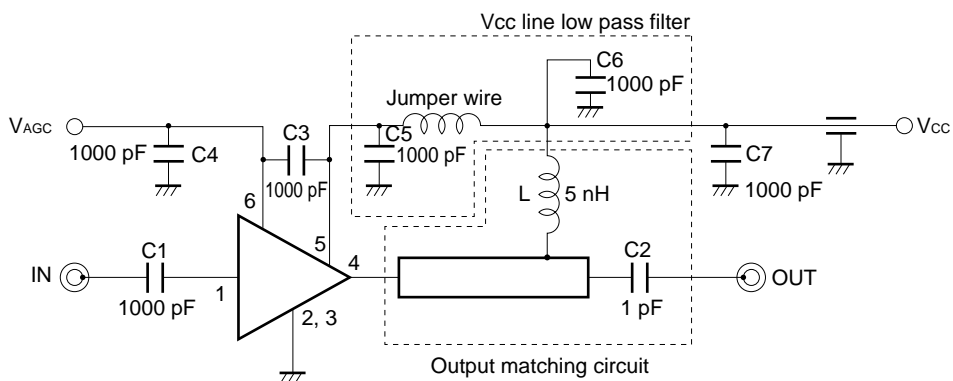 Vcc line low pass filter
C6
1000 pF
Jumper wire
VAGC
C3
C5
VCC
1000 pF
C4
1000 pF
C7
1000 pF
1000 pF
6
L
5 nH
C1
5
C2
IN
4
OUT
1
1000 pF
2, 3
1 pF
Output matching circuit